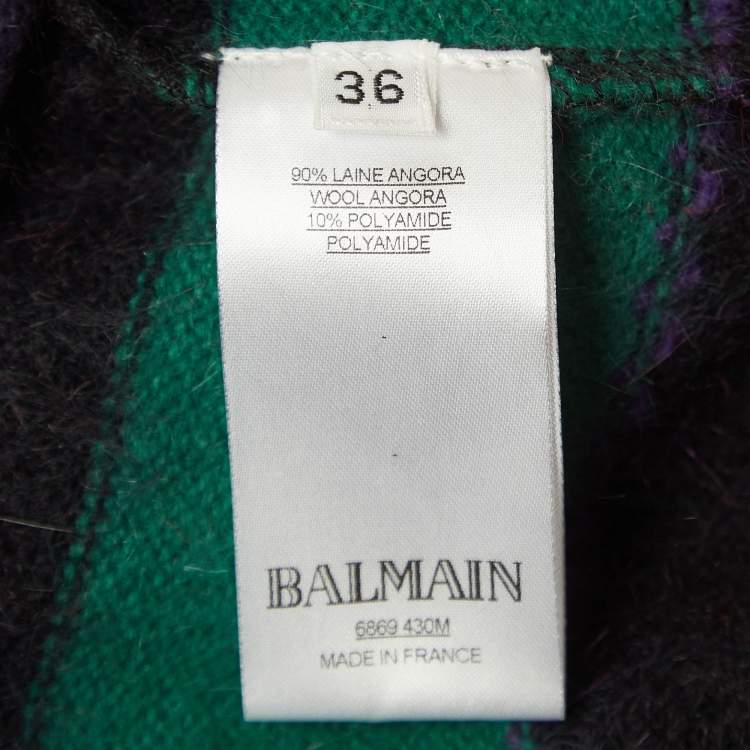 36
90% LAINE ANGORA
WOOL ANGORA
10% POLYAMIDE
POLYAMIDE
BALMAIN
6869 430M
MADE IN FRANCE